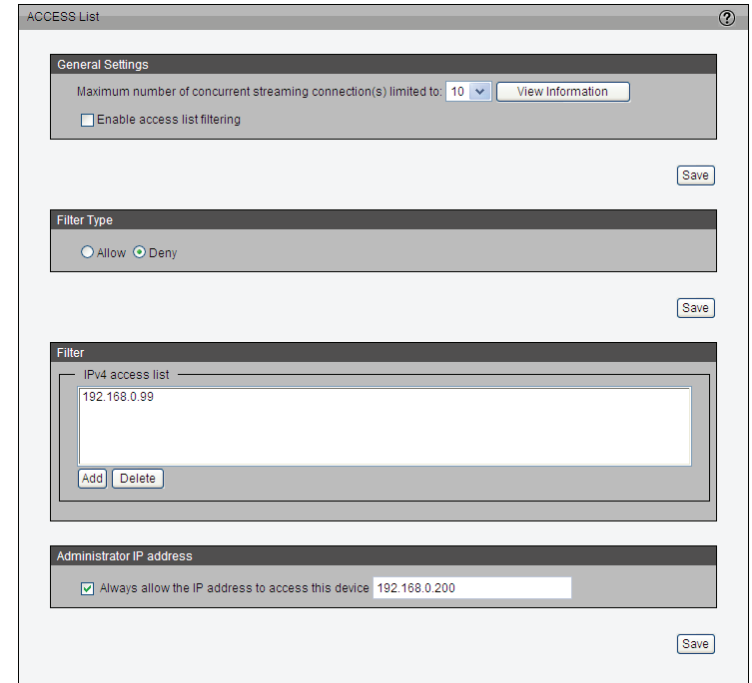 ACCESS List ?
General Settings
Maximum number of concurrent streaming connection(s) limited to: 10 View Information
Enable access list filtering
Save
Filter Type
Allow Deny
Save
Filter
IPv4 access list
192.168.0.99
Add Delete
Administrator IP address
Always allow the IP address to access this device 192.168.0.200
Save